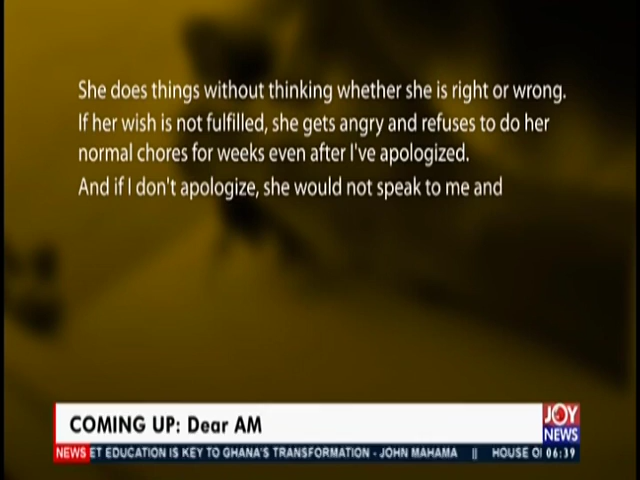 She does things without thinking whether she is right or wrong.
If her wish is not fulfilled, she gets angry and refuses to do her
normal chores for weeks even after I've apologized.
And if I don't apologize, she would not speak to me and
COMING UP: Dear AM
JOY
NEWS
NEWS ET EDUCATION IS KEY TO GHANA'S TRANSFORMATION - JOHN MAHAMA || HOUSE O 06:39